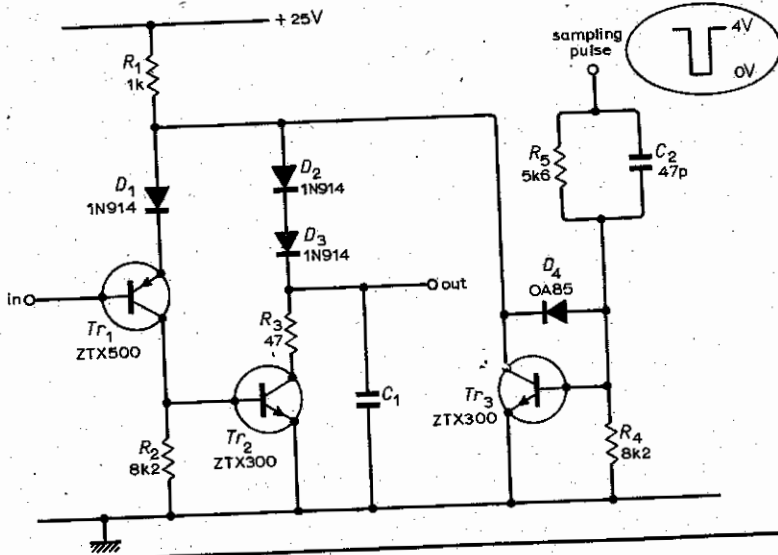 + 25V
sampling
pulse
4V
0V
R1
1k
R5
5k6
C2
47p
D1
1N914
D2
1N914
D3
1N914
D4
OA85
in
out
Tr1
ZTX500
R3
47
Tr2
ZTX300
C1
Tr3
ZTX300
R2
8k2
R4
8k2